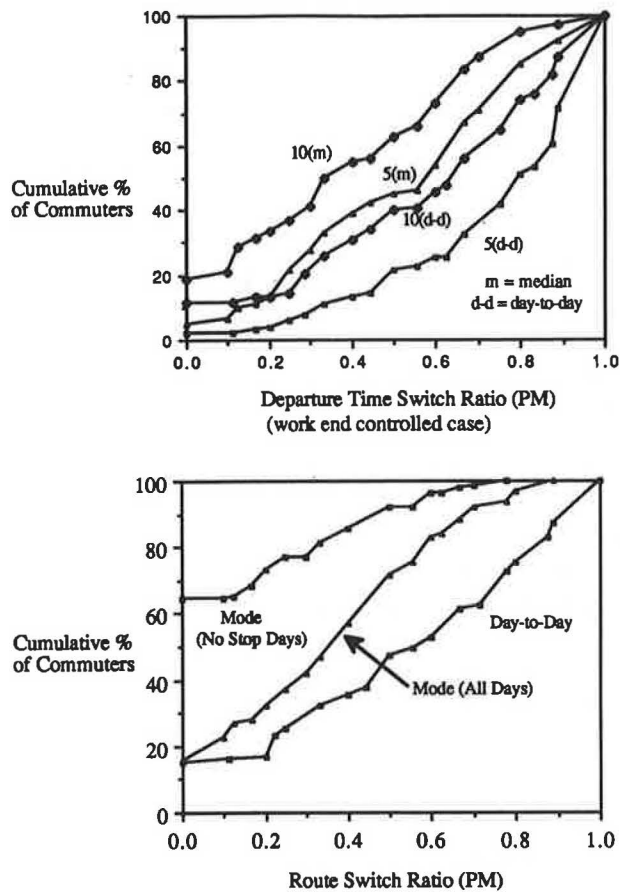 100
80
60
40
20
0
Cumulative %
of Commuters
10(m)
5(m)
10(d-d)
5(d-d)
m = median
d-d = day-to-day
0.0 0.2 0.4 0.6 0.8 1.0
Departure Time Switch Ratio (PM)
(work end controlled case)
100
80
60
40
20
0
Cumulative %
of Commuters
Mode
(No Stop Days)
Day-to-Day
Mode (All Days)
0.0 0.2 0.4 0.6 0.8 1.0
Route Switch Ratio (PM)